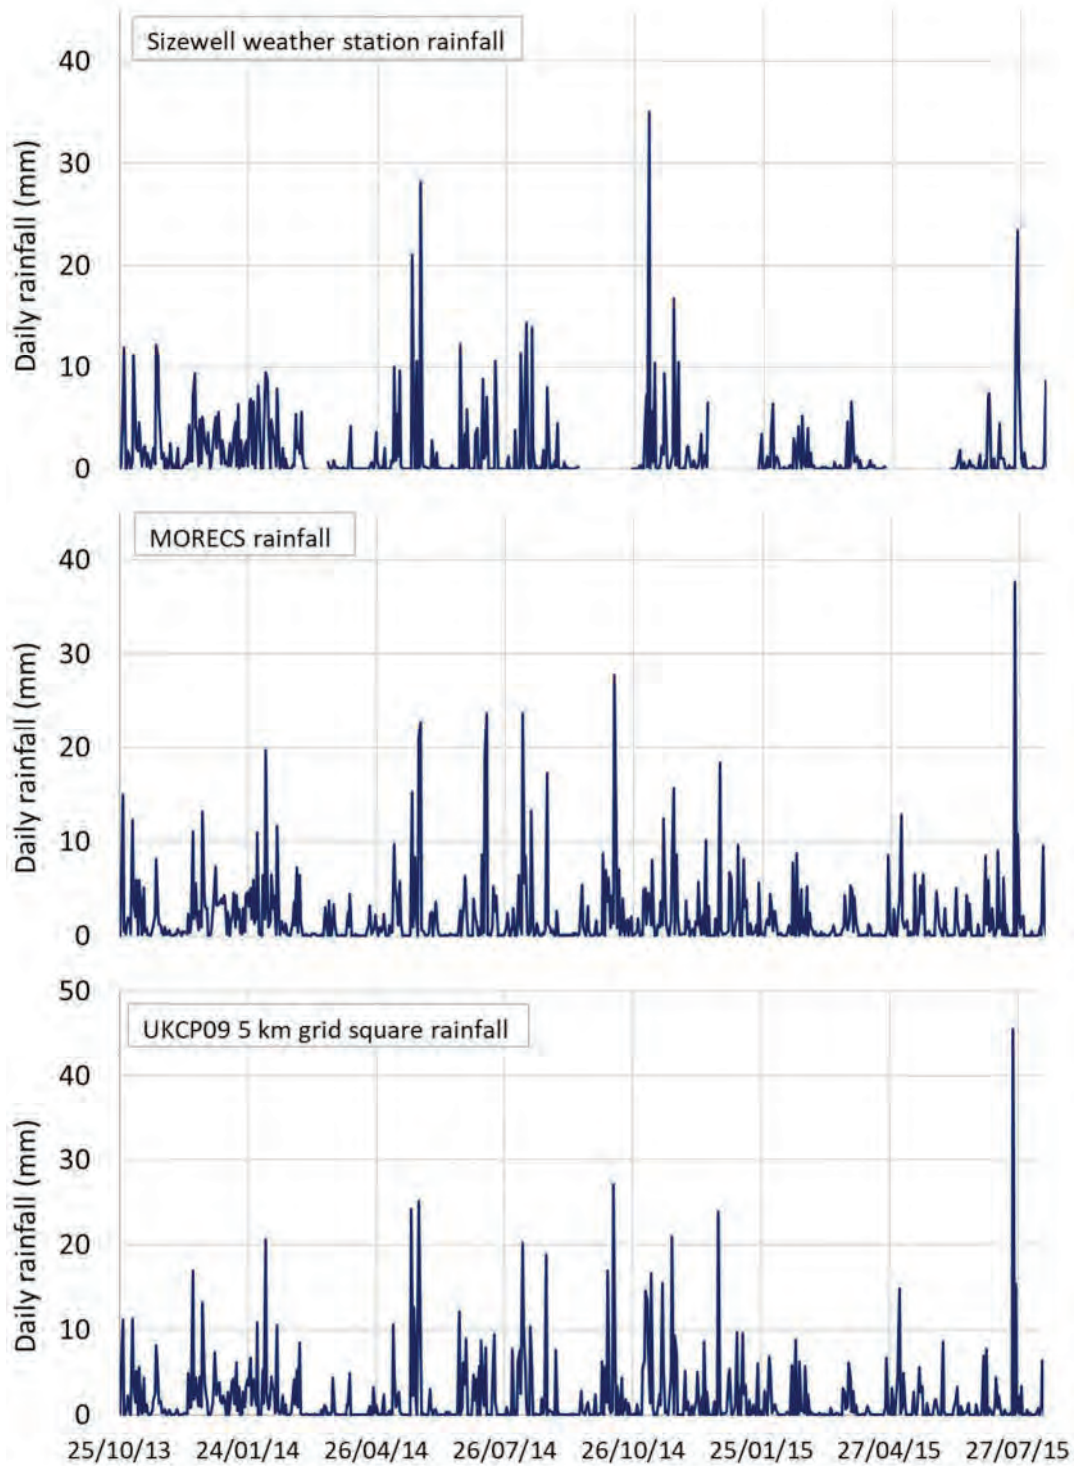 Sizewell weather station rainfall
40
30
20
10
0
Daily rainfall (mm)
MORECS rainfall
40
30
20
10
0
Daily rainfall (mm)
UKCP09 5 km grid square rainfall
50
40
30
20
10
0
Daily rainfall (mm)
25/10/13 24/01/14 26/04/14 26/07/14 26/10/14 25/01/15 27/04/15 27/07/15